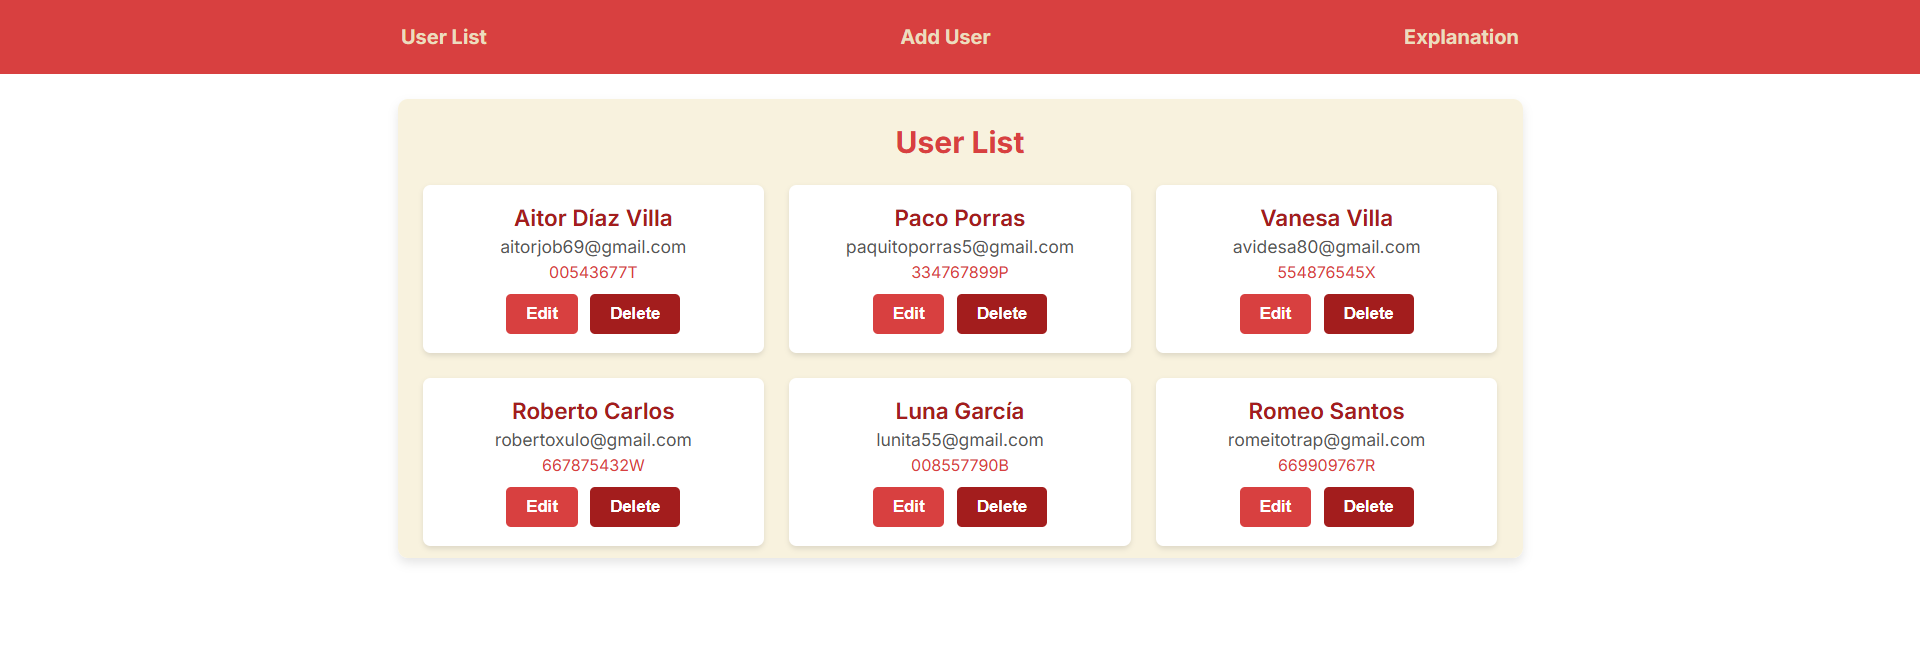 User List
Add User
Explanation
User List
Aitor Díaz Villa
aitorjob69@gmail.com
00543677T
Edit
Delete
Paco Porras
paquitoporras5@gmail.com
334767899P
Edit
Delete
Vanesa Villa
avidesa80@gmail.com
554876545X
Edit
Delete
Roberto Carlos
robertoxulo@gmail.com
667875432W
Edit
Delete
Luna García
lunita55@gmail.com
008557790B
Edit
Delete
Romeo Santos
romeitotrap@gmail.com
669909767R
Edit
Delete